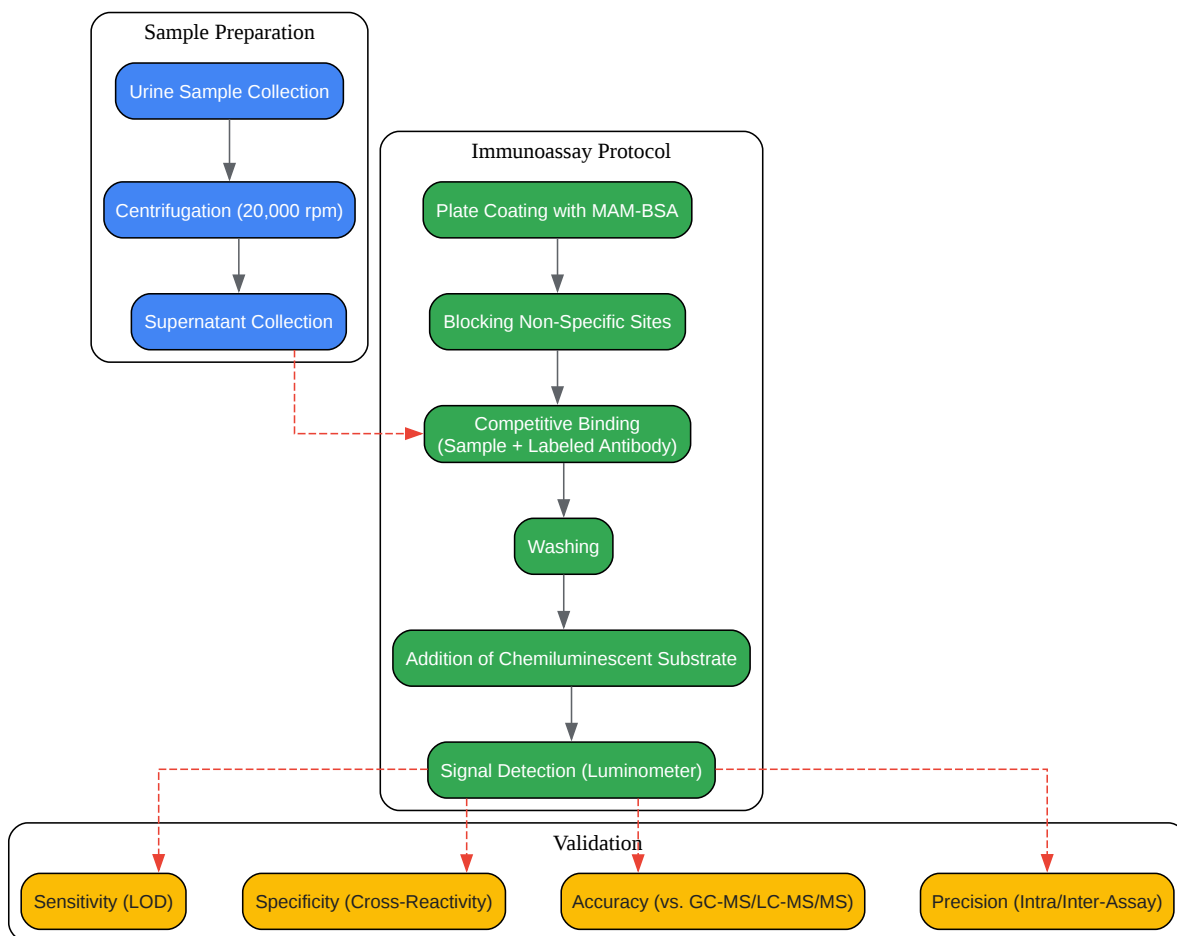 Sample Preparation
Urine Sample Collection
Centrifugation (20,000 rpm)
Supernatant Collection
Immunoassay Protocol
Plate Coating with MAM-BSA
Blocking Non-Specific Sites
Competitive Binding
(Sample + Labeled Antibody)
Washing
Addition of Chemiluminescent Substrate
Signal Detection (Luminometer)
Validation
Sensitivity (LOD)
Specificity (Cross-Reactivity)
Accuracy (vs. GC-MS/LC-MS/MS)
Precision (Intra/Inter-Assay)